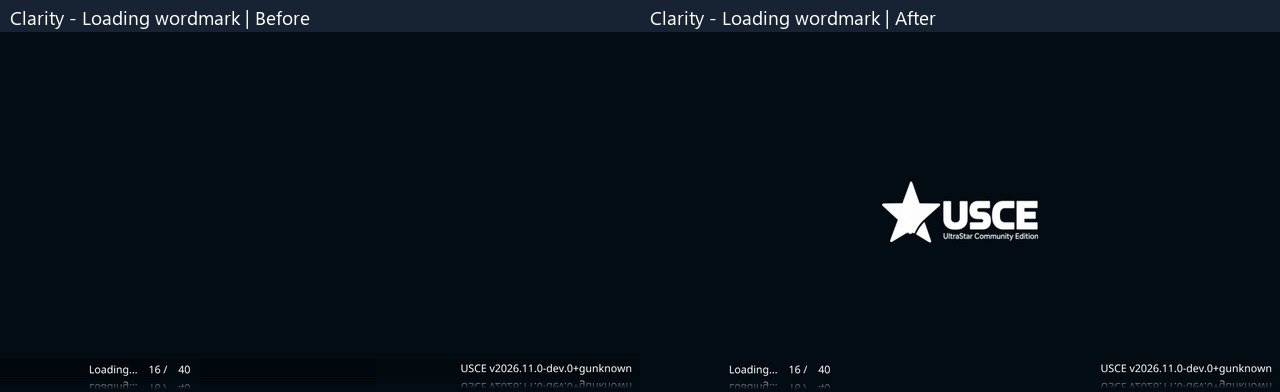 Clarity - Loading wordmark | Before
Clarity - Loading wordmark | After
USCE
UltraStar Community Edition
Loading... 16 / 40
USCE v2026.11.0-dev.0+gunknown
Loading... 16 / 40
USCE v2026.11.0-dev.0+gunknown